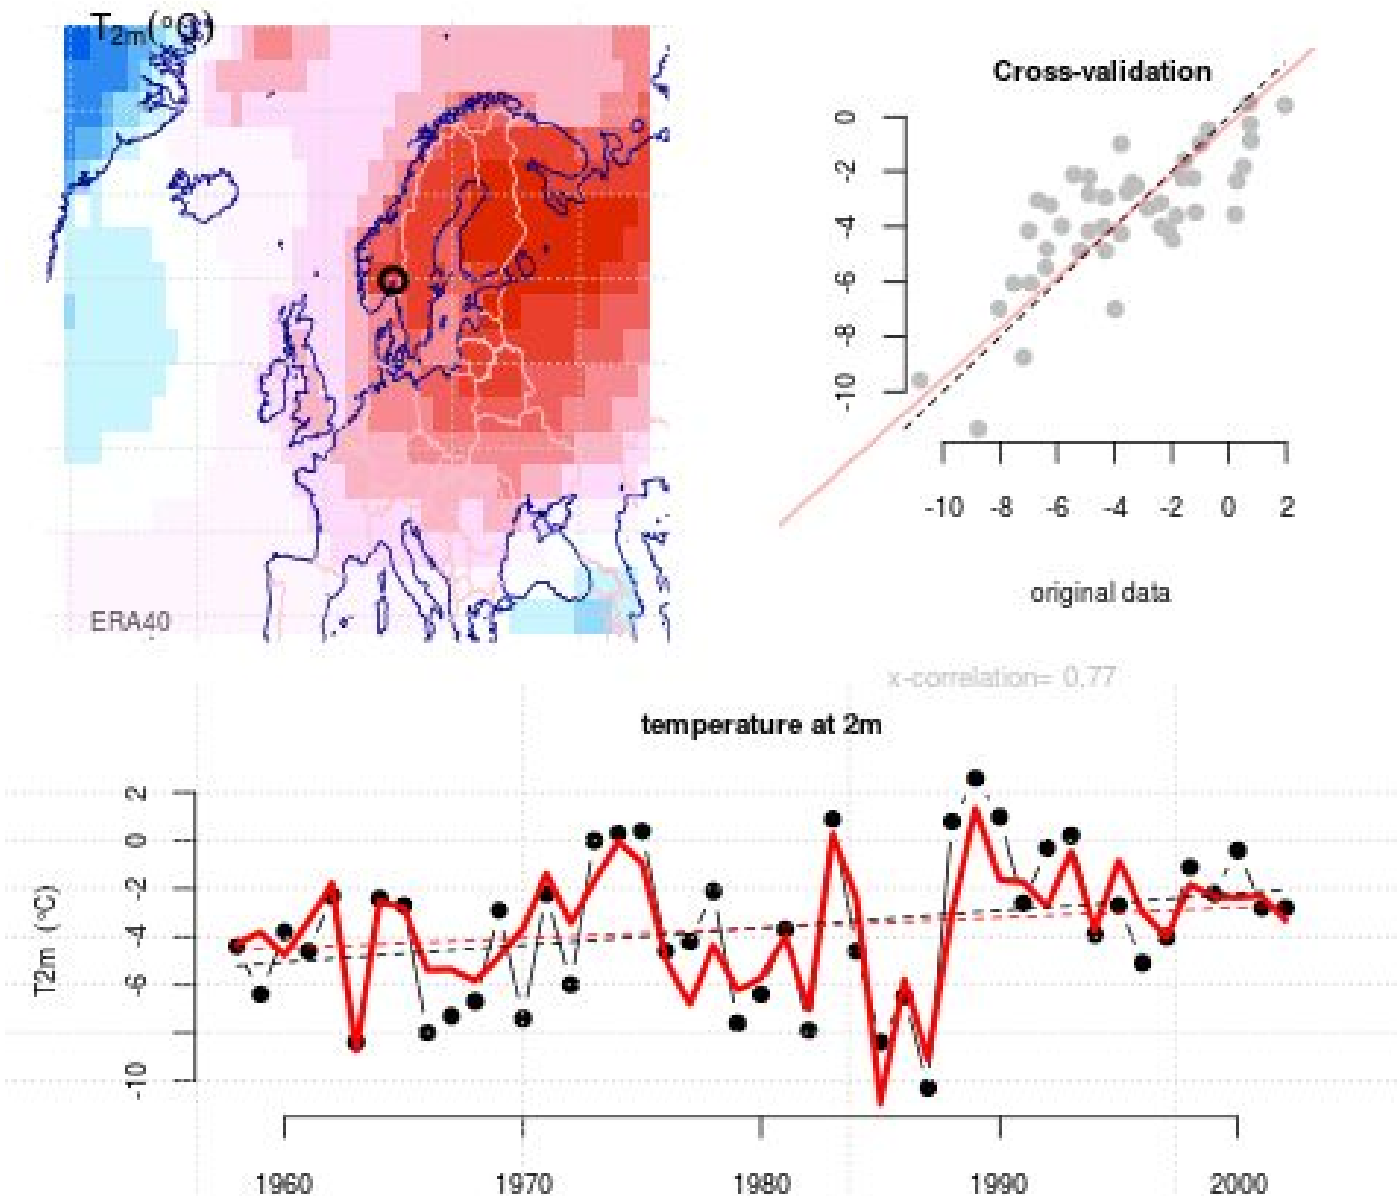 T2m(°C)
ERA40
Cross-validation
0
-2
-4
-6
-8
-10
-10 -8 -6 -4 -2 0 2
original data
x-correlation= 0.77
temperature at 2m
T2m (°C)
2
0
-2
-4
-6
-10
1960 1970 1980 1990 2000